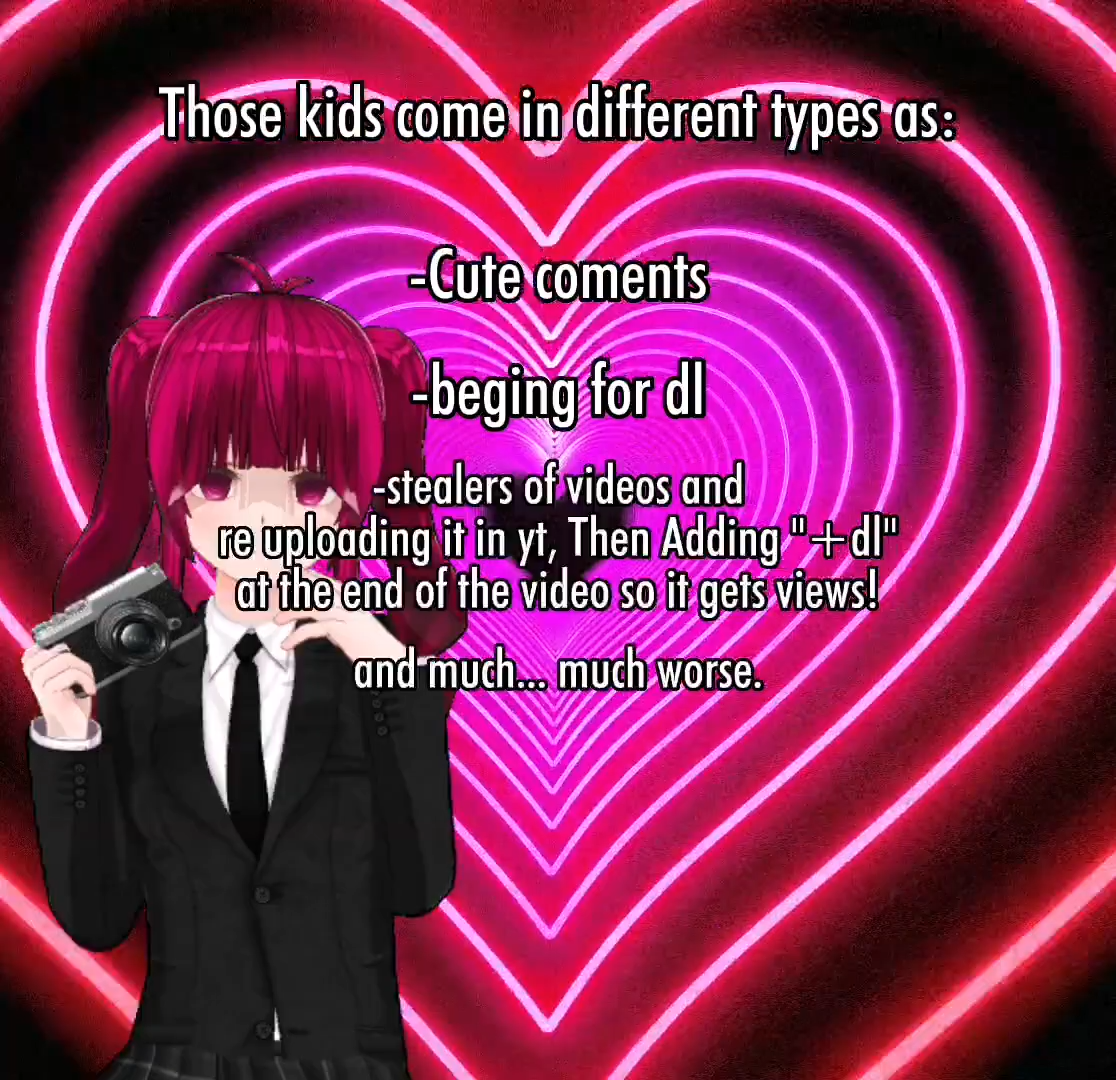 Those kids come in different types as:
-Cute coments
-beging for dl
-stealers of videos and
re uploading it in yt, Then Adding "+dl"
at the end of the video so it gets views!
and much... much worse.